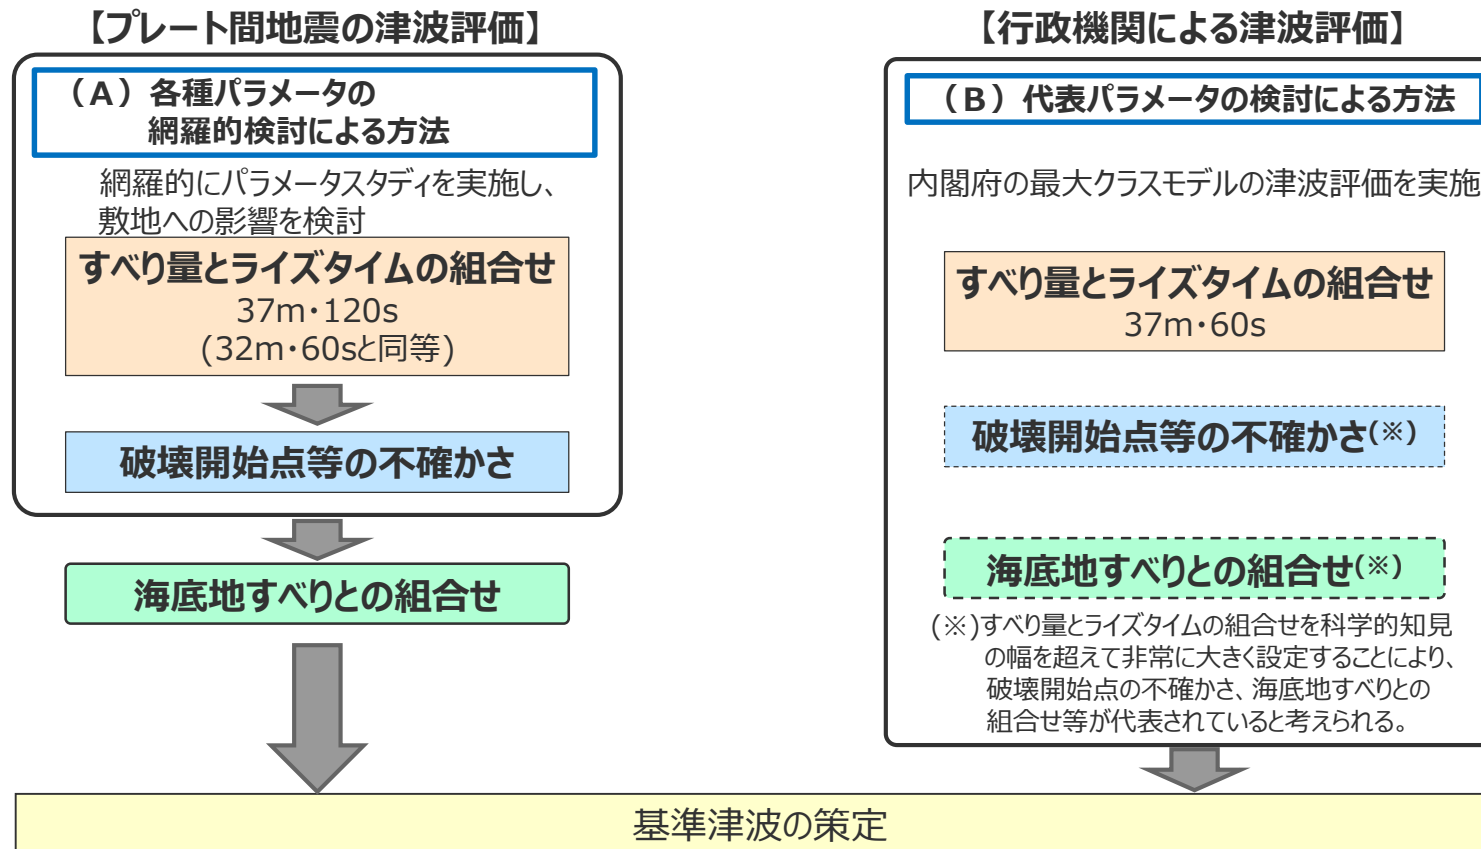 【プレート間地震の津波評価】
（A）各種パラメータの
網羅的検討による方法
網羅的にパラメータスタディを実施し、
敷地への影響を検討
すべり量とライズタイムの組合せ
37m・120s
(32m・60sと同等)
破壊開始点等の不確かさ
海底地すべりとの組合せ
【行政機関による津波評価】
（B）代表パラメータの検討による方法
内閣府の最大クラスモデルの津波評価を実施
すべり量とライズタイムの組合せ
37m・60s
破壊開始点等の不確かさ(※)
海底地すべりとの組合せ(※)
(※)すべり量とライズタイムの組合せを科学的知見
の幅を超えて非常に大きく設定することにより、
破壊開始点の不確かさ、海底地すべりとの
組合せ等が代表されていると考えられる。
基準津波の策定